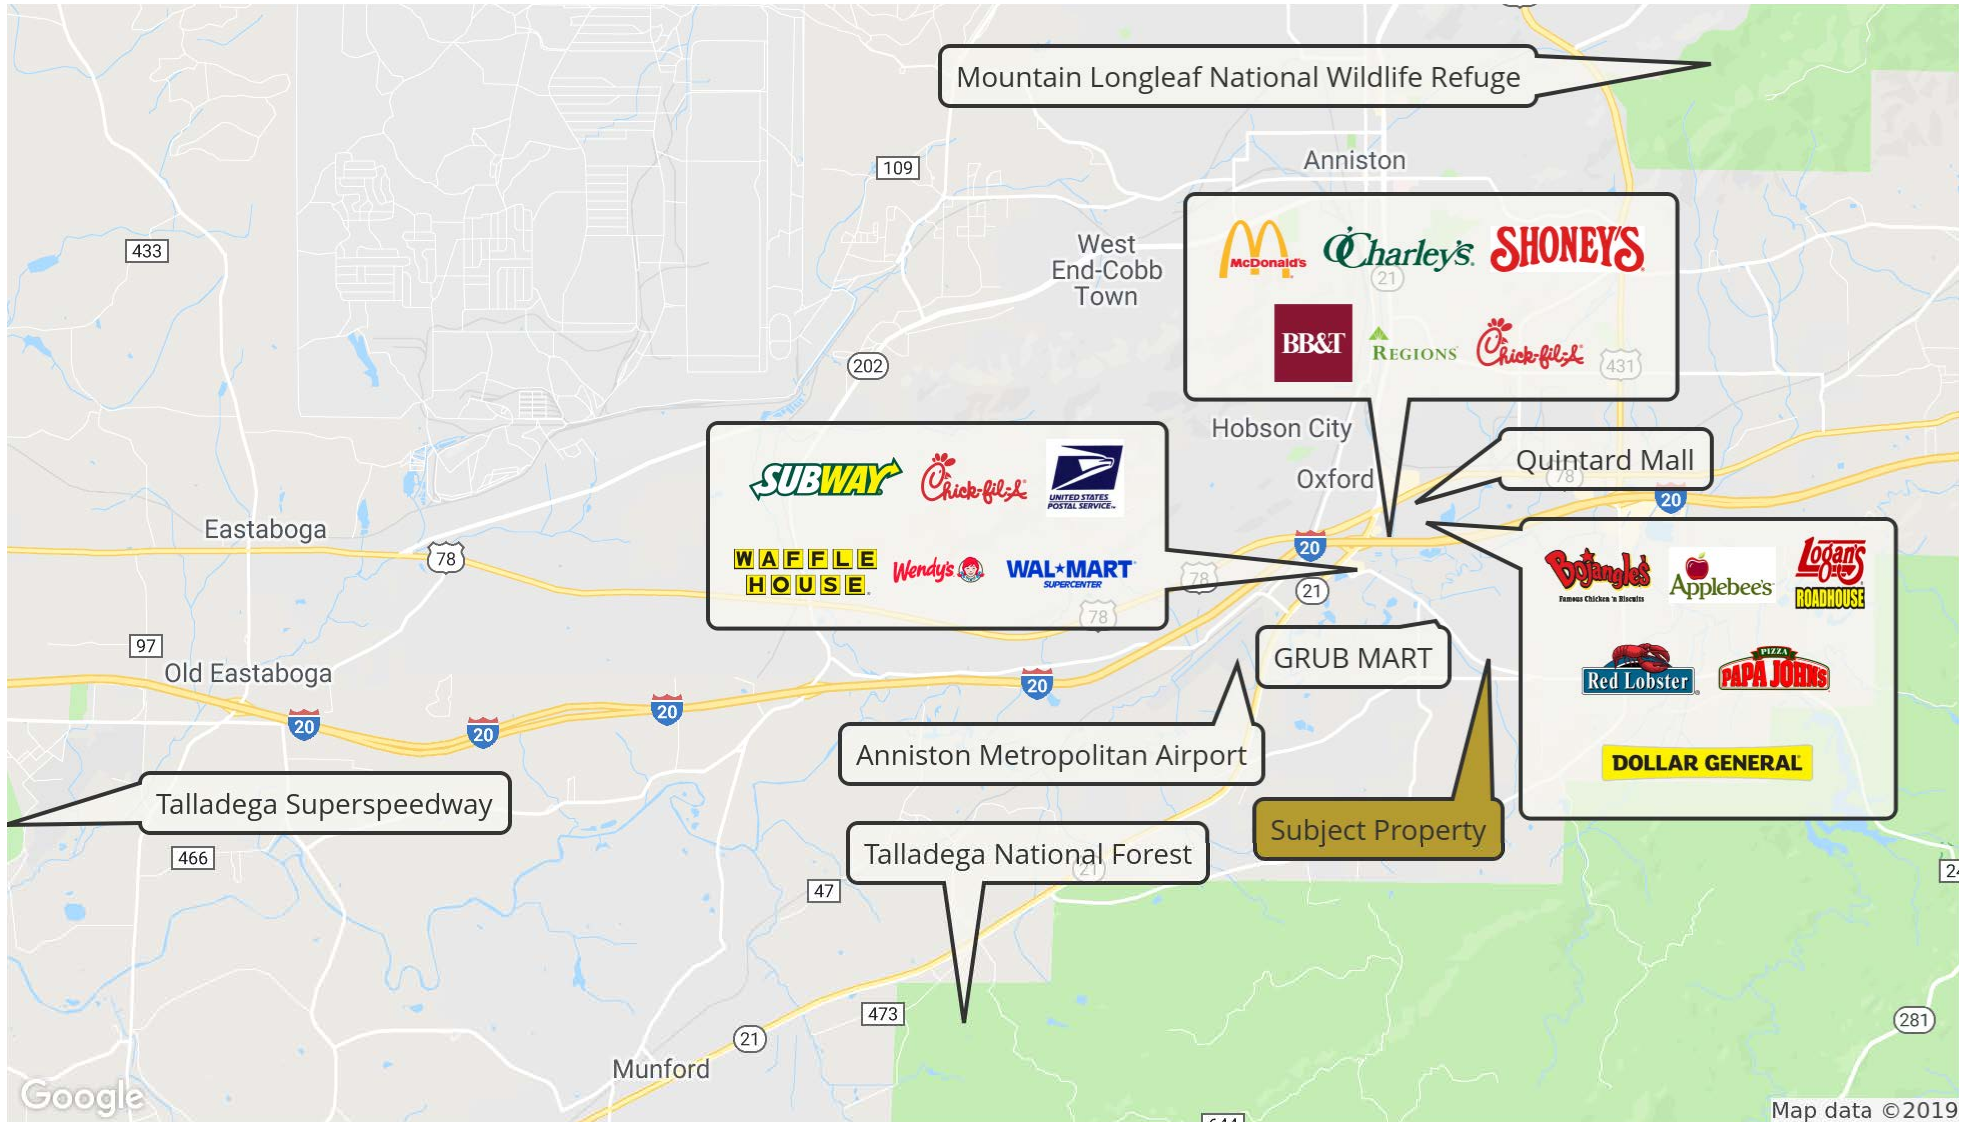 Mountain Longleaf National Wildlife Refuge
Anniston
109
433
West
End-Cobb
Town
McDonald's
O'Charley's
SHONEY'S
21
BB&T
REGIONS
Chick-fil-A
431
202
Hobson City
Oxford
Quintard Mall
78
20
SUBWAY
Chick-fil-A
UNITED STATES
POSTAL SERVICE
WAFFLE
HOUSE
Wendy's
WAL★MART
SUPERCENTER
78
78
20
21
Eastaboga
78
Bojangles'
Famous Chicken 'n Biscuits
Applebee's
Logan's
ROADHOUSE
Red Lobster
PIZZA
PAPA JOHN'S
DOLLAR GENERAL
97
Old Eastaboga
GRUB MART
20
20
20
20
Anniston Metropolitan Airport
Talladega Superspeedway
Subject Property
466
Talladega National Forest
21
47
473
281
21
Munford
Google
Map data ©2019